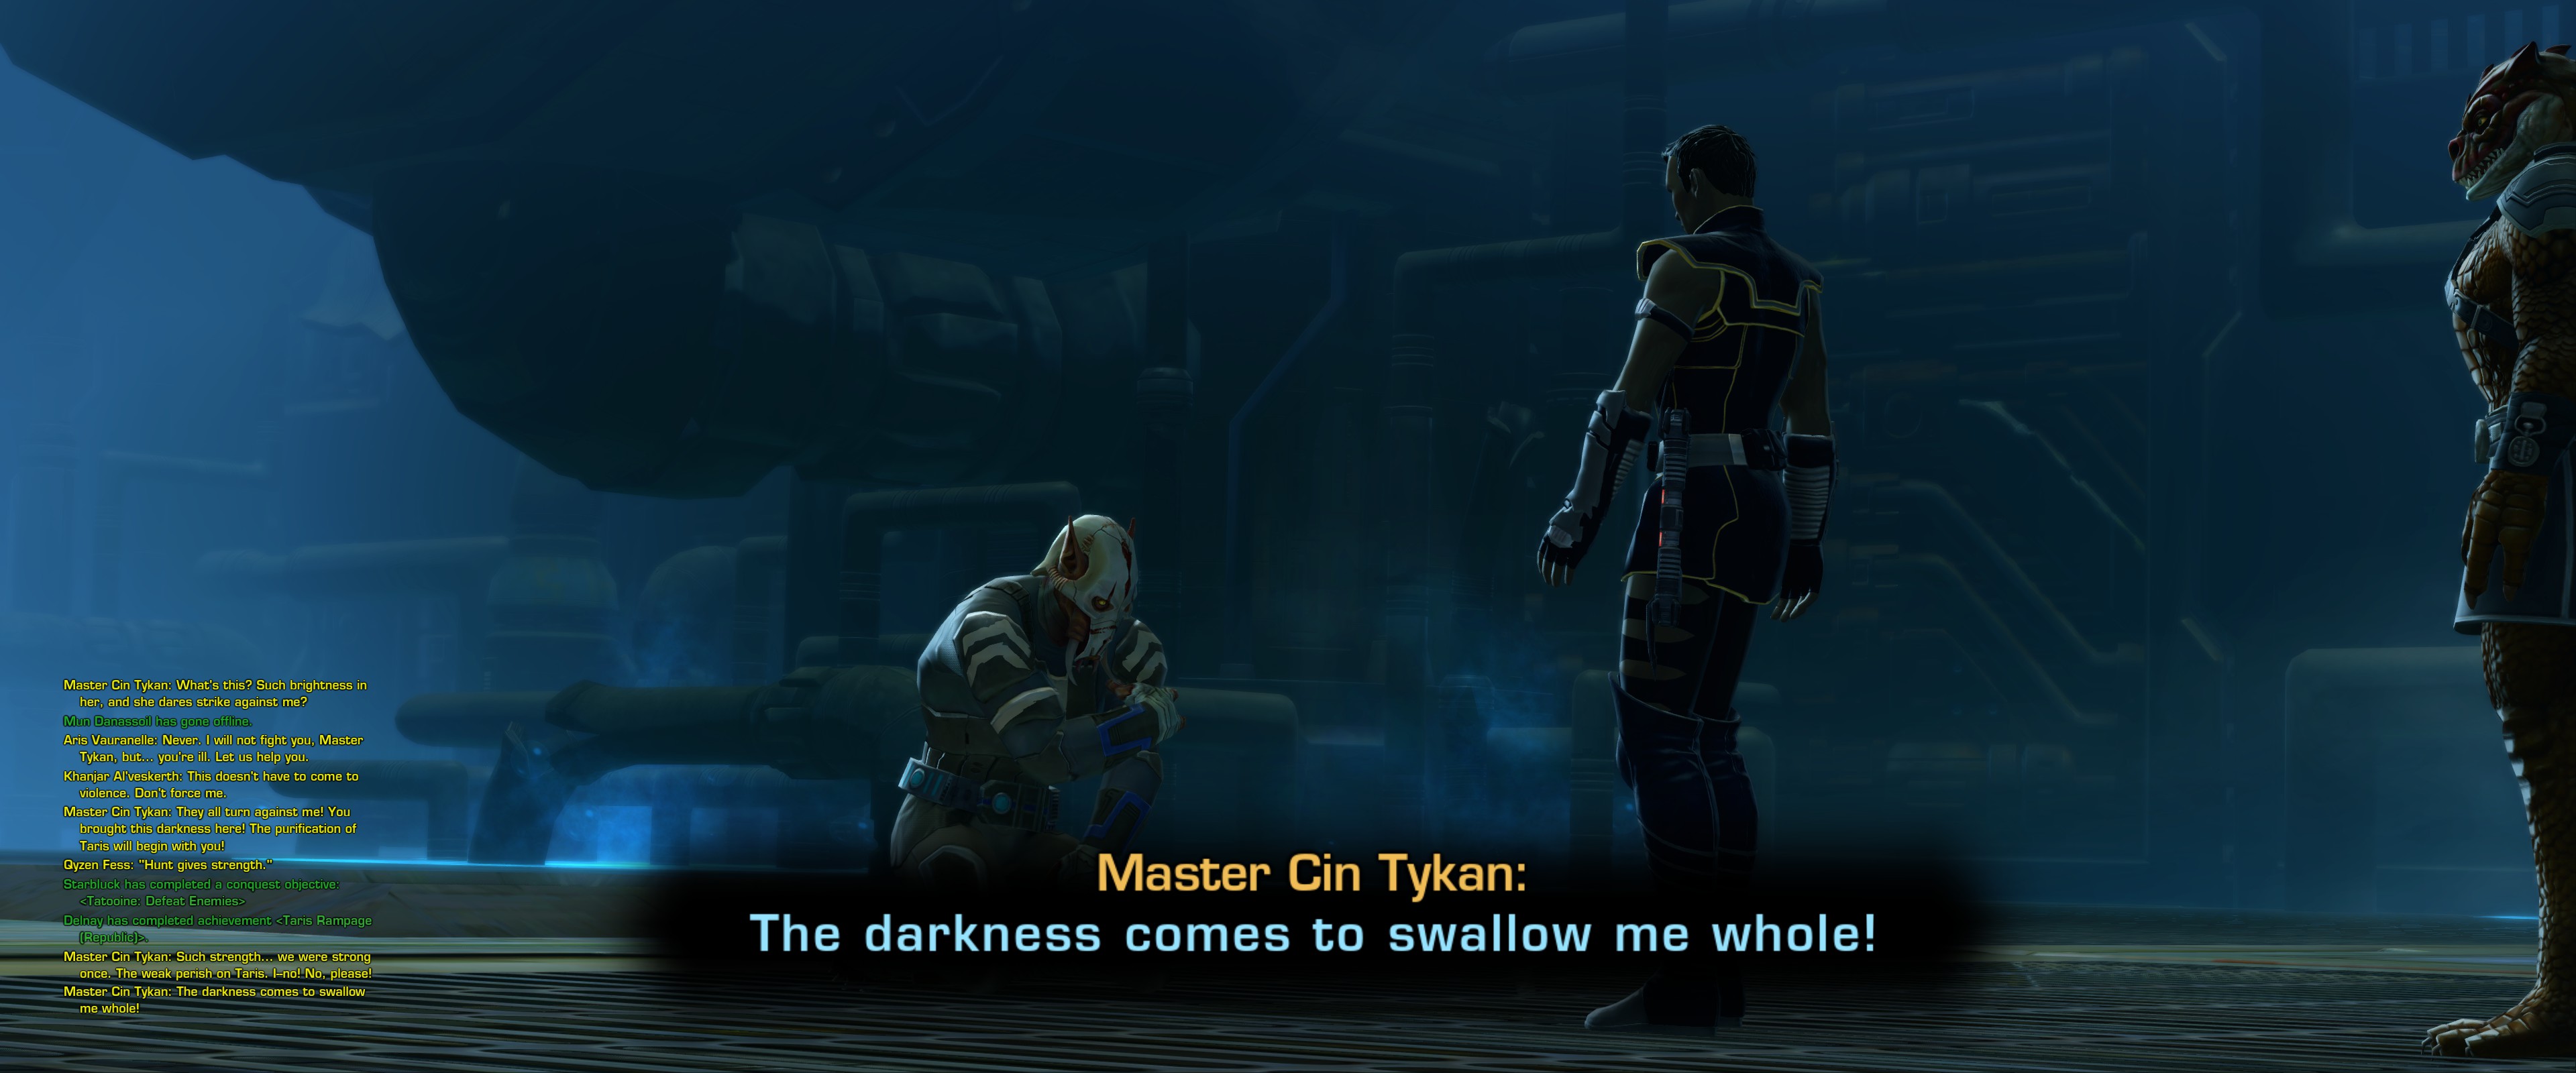 Master Cin Tykan: What's this? Such brightness in
her, and she dares strike against me?
Mun Danassoil has gone offline.
Aris Vauranelle: Never. I will not fight you, Master
Tykan, but... you're ill. Let us help you.
Khanjar Al'veskerth: This doesn't have to come to
violence. Don't force me.
Master Cin Tykan: They all turn against me! You
brought this darkness here! The purification of
Taris will begin with you!
Qyzen Fess: "Hunt gives strength."
Starbluck has completed a conquest objective:
<Tatooine: Defeat Enemies>
Delnay has completed achievement <Taris Rampage
(Republic)>.
Master Cin Tykan: Such strength... we were strong
once. The weak perish on Taris. I–no! No, please!
Master Cin Tykan: The darkness comes to swallow
me whole!
Master Cin Tykan:
The darkness comes to swallow me whole!